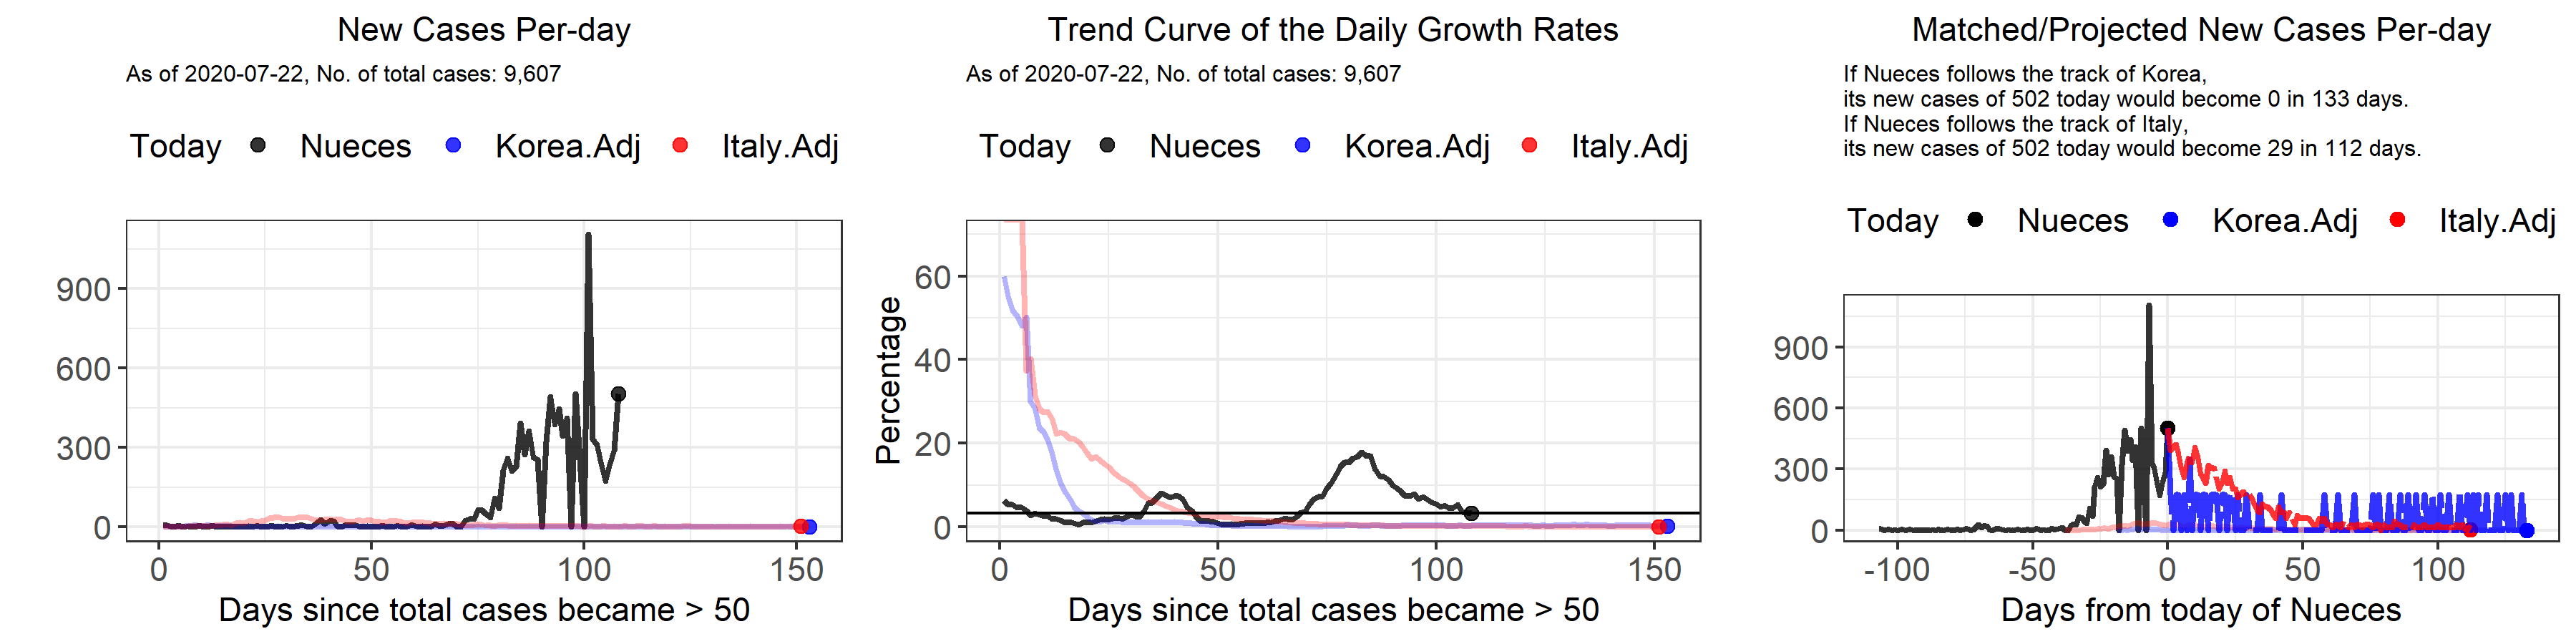 New Cases Per-day
As of 2020-07-22, No. of total cases: 9,607
Today Nueces Korea.Adj Italy.Adj
900
600
300
0
0 50 100 150
Days since total cases became > 50
Trend Curve of the Daily Growth Rates
As of 2020-07-22, No. of total cases: 9,607
Today Nueces Korea.Adj Italy.Adj
Percentage
60
40
20
0
0 50 100 150
Days since total cases became > 50
Matched/Projected New Cases Per-day
If Nueces follows the track of Korea,
its new cases of 502 today would become 0 in 133 days.
If Nueces follows the track of Italy,
its new cases of 502 today would become 29 in 112 days.
Today Nueces Korea.Adj Italy.Adj
900
600
300
0
-100 -50 0 50 100
Days from today of Nueces